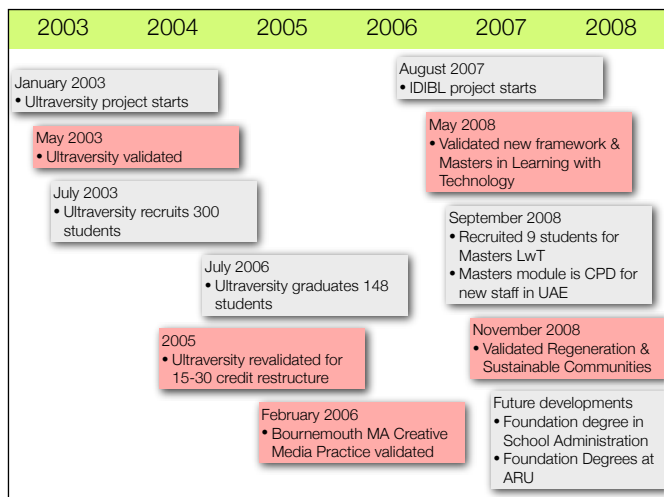 2003 2004 2005 2006 2007 2008
January 2003
• Ultraversity project starts
May 2003
• Ultraversity validated
July 2003
• Ultraversity recruits 300
students
July 2006
• Ultraversity graduates 148
students
2005
• Ultraversity revalidated for
15-30 credit restructure
February 2006
• Bournemouth MA Creative
Media Practice validated
August 2007
• IDIBL project starts
May 2008
• Validated new framework &
Masters in Learning with
Technology
September 2008
• Recruited 9 students for
Masters LwT
• Masters module is CPD for
new staff in UAE
November 2008
• Validated Regeneration &
Sustainable Communities
Future developments
• Foundation degree in
School Administration
• Foundation Degrees at
ARU